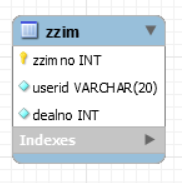 zzim
zzimno INT
userid VARCHAR(20)
dealno INT
Indexes